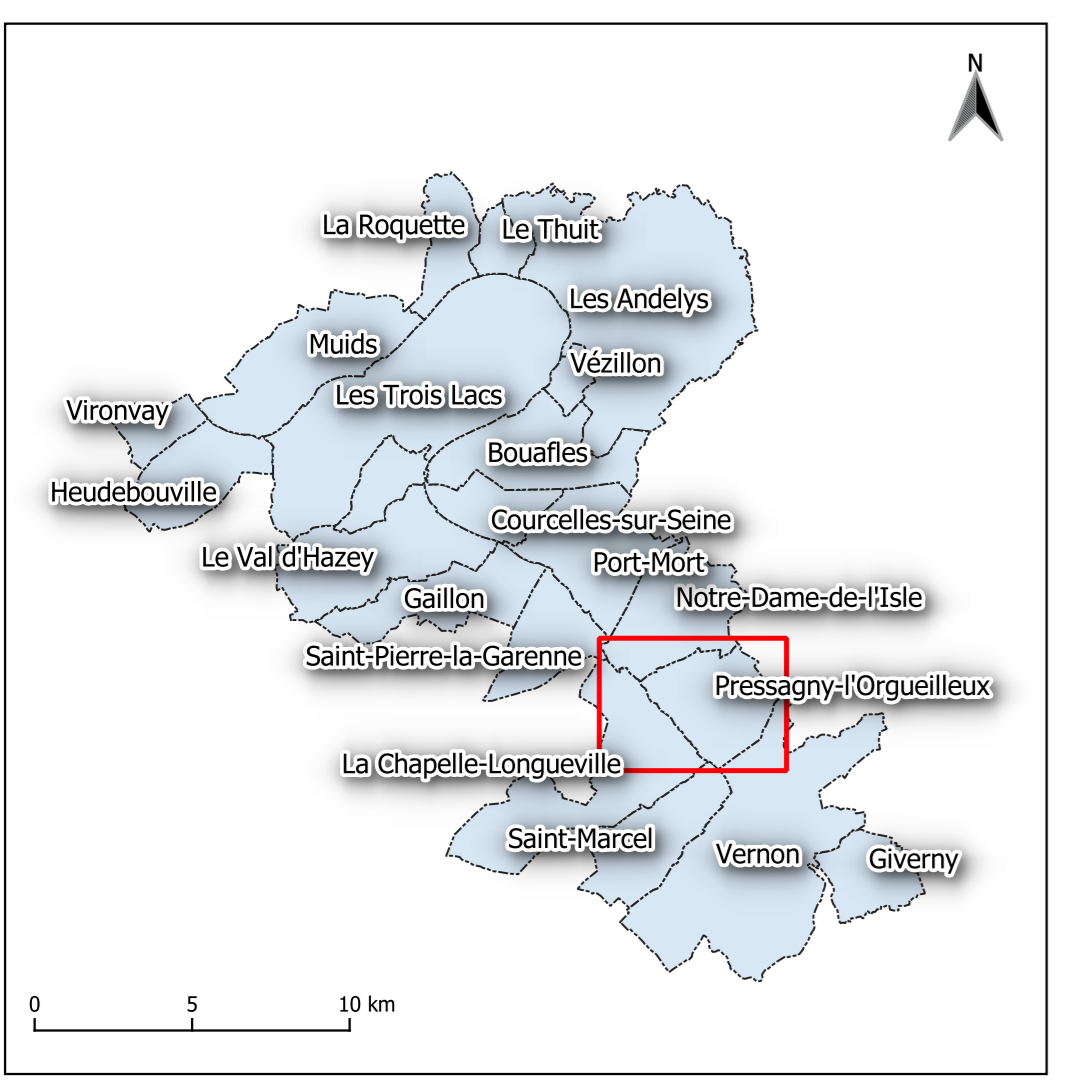 N
La Roquette
Le Thuit
Les Andelys
Muids
Vézillon
Les Trois Lacs
Vironvay
Bouafles
Heudebouville
Courcelles-sur-Seine
Le Val d'Hazey
Port-Mort
Gaillon
Notre-Dame-de-l'Isle
Saint-Pierre-la-Garenne
Pressagny-l'Orgueilleux
La Chapelle-Longueville
Saint-Marcel
Vernon
Giverny
0 5 10 km